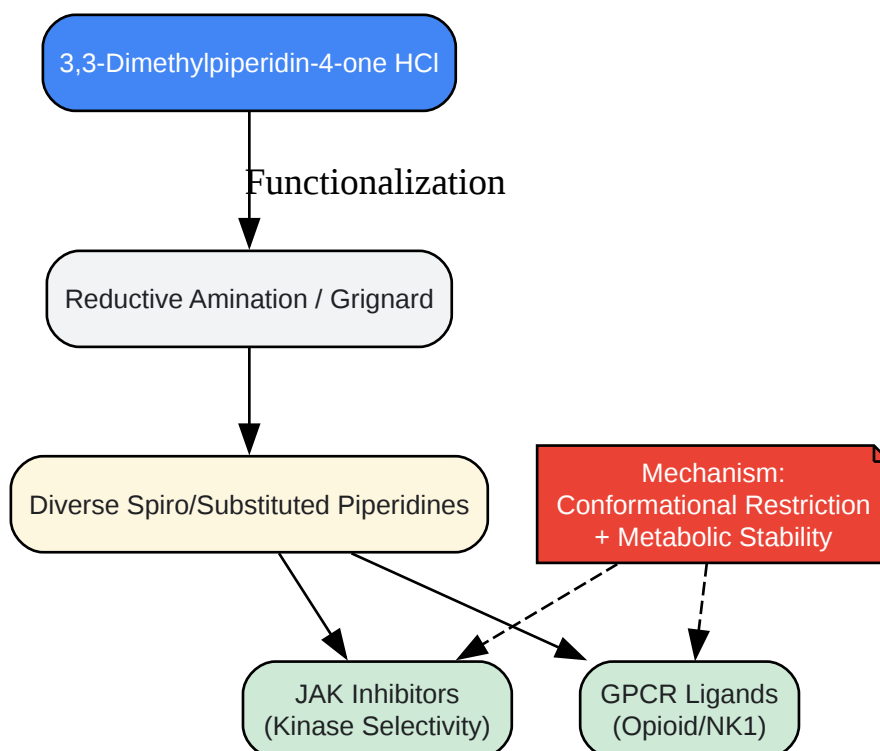 3,3-Dimethylpiperidin-4-one HCl
Functionalization
Reductive Amination / Grignard
Diverse Spiro/Substituted Piperidines
Mechanism:
Conformational Restriction
+ Metabolic Stability
JAK Inhibitors
(Kinase Selectivity)
GPCR Ligands
(Opioid/NK1)